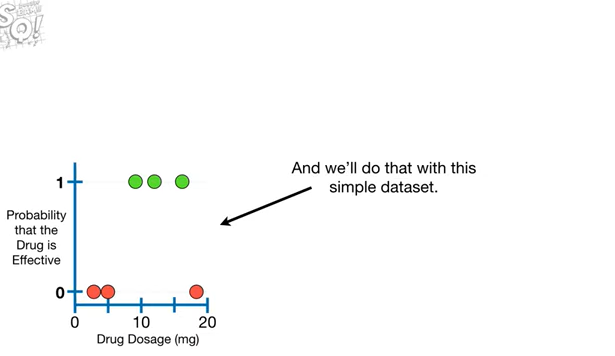 SQ!
And we'll do that with this
simple dataset.
1
Probability
that the
Drug is
Effective
0
0
10
20
Drug Dosage (mg)